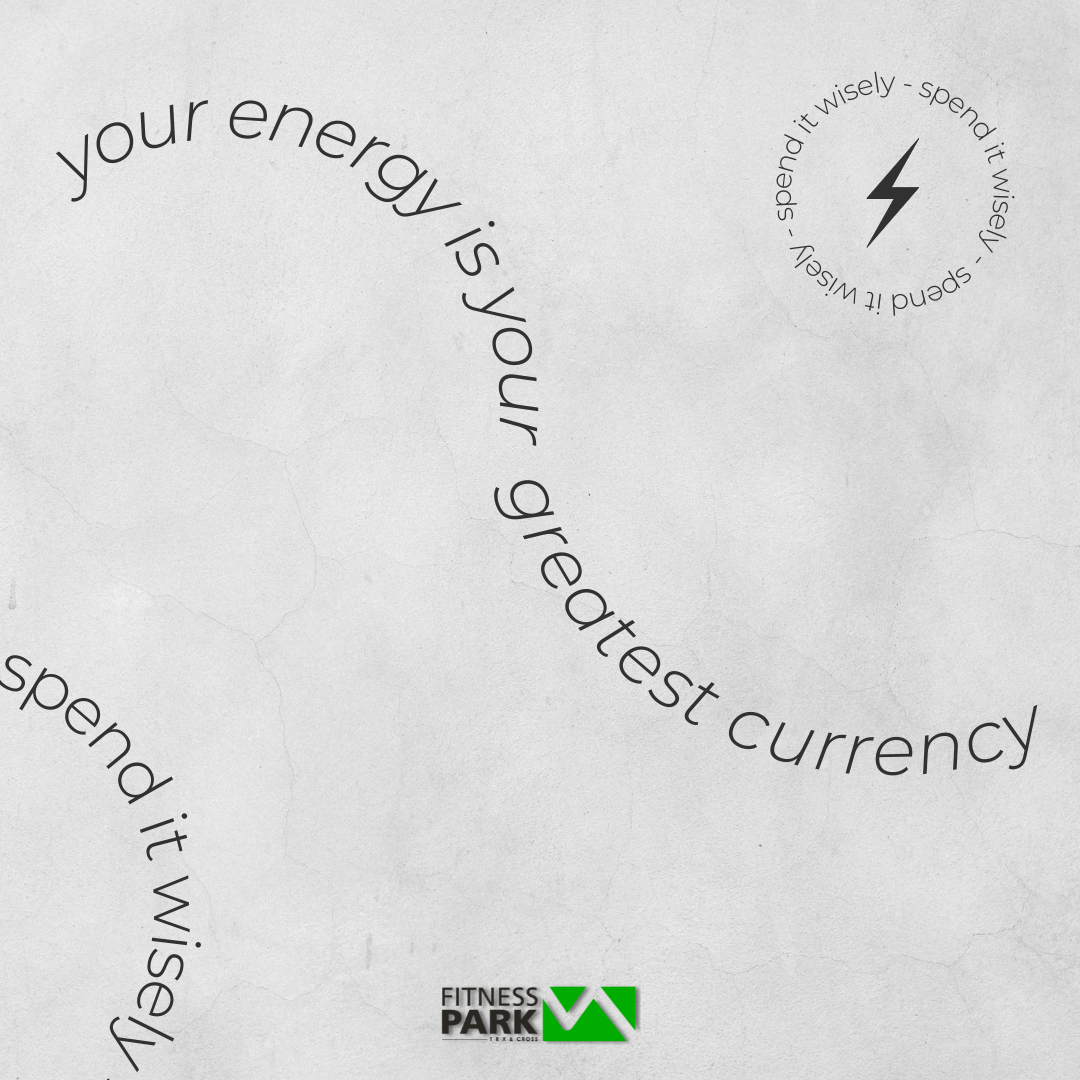 your energy is your greatest currency
spend it wisely - spend it wisely - spend it wisely -
spend it wisely
FITNESS
PARK
TRX & CROSS